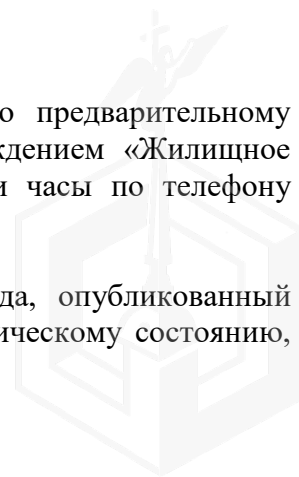 о предварительному
ждением «Жилищное
и часы по телефону
да, опубликованный
ическому состоянию,